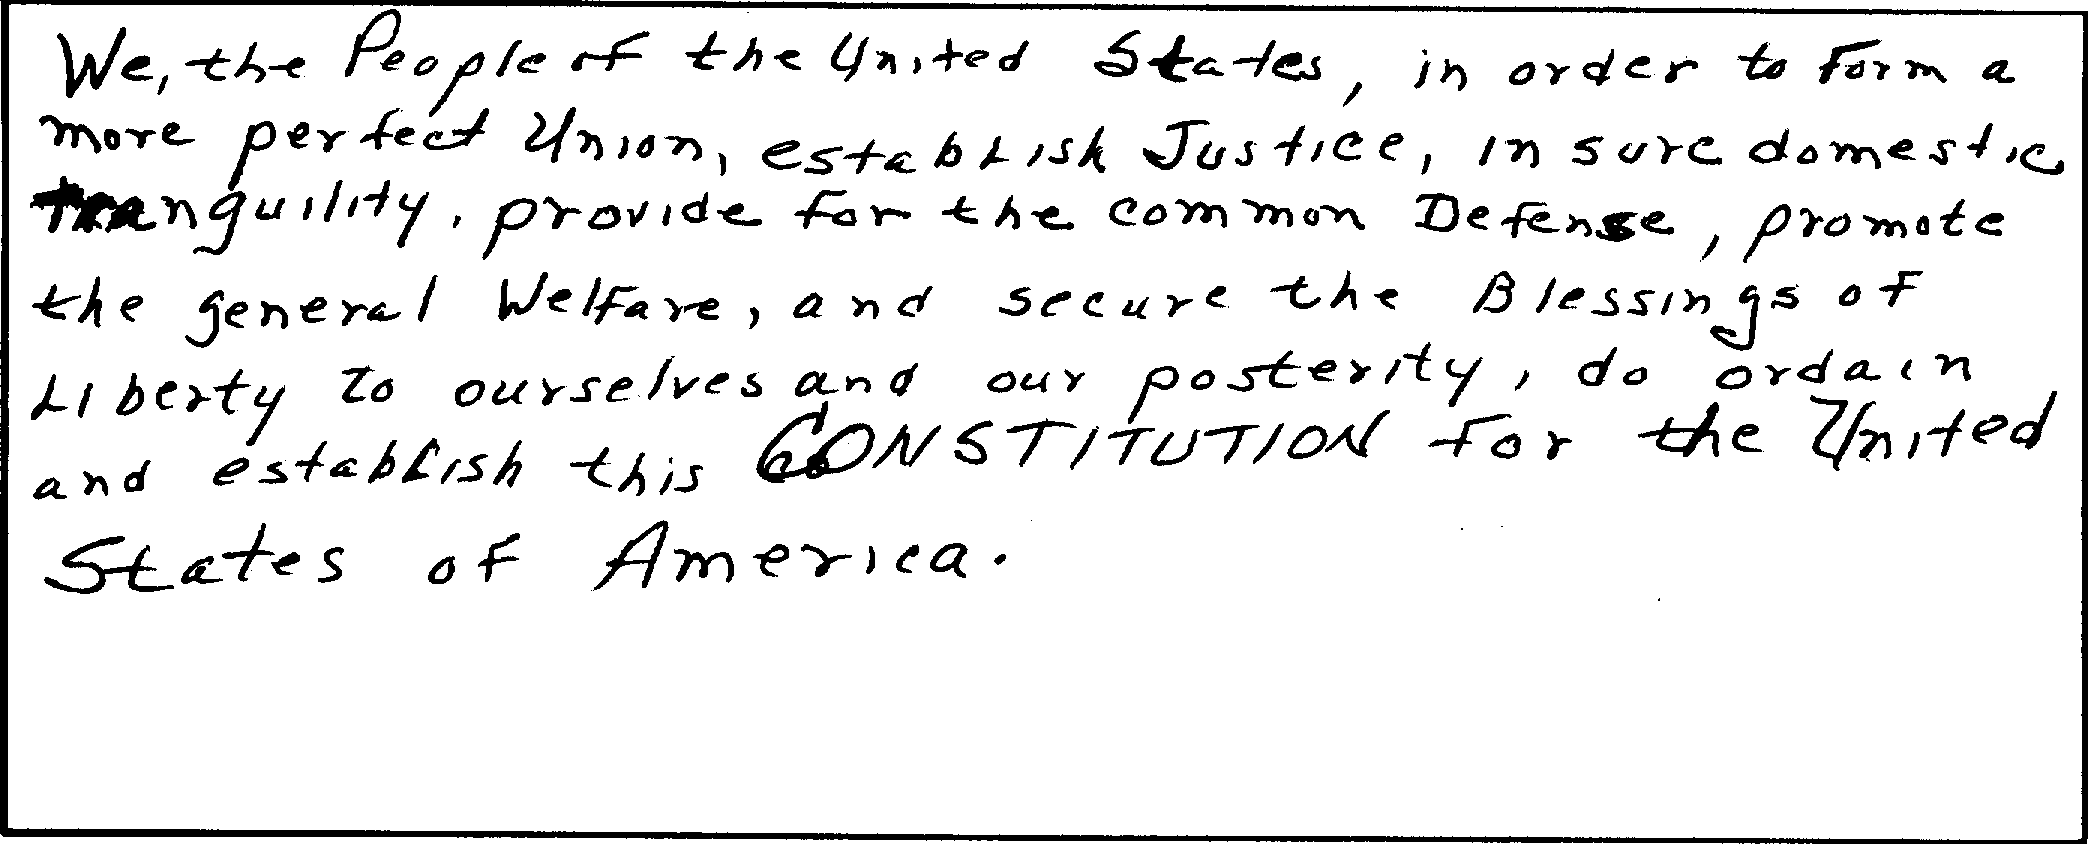 We, the People of the United States, in order to form a
more perfect Union, establish Justice, insure domestic
tranquility, provide for the common Defense, promote
the general Welfare, and secure the Blessings of
Liberty to ourselves and our posterity, do ordain
and establish this CONSTITUTION for the United
States of America.